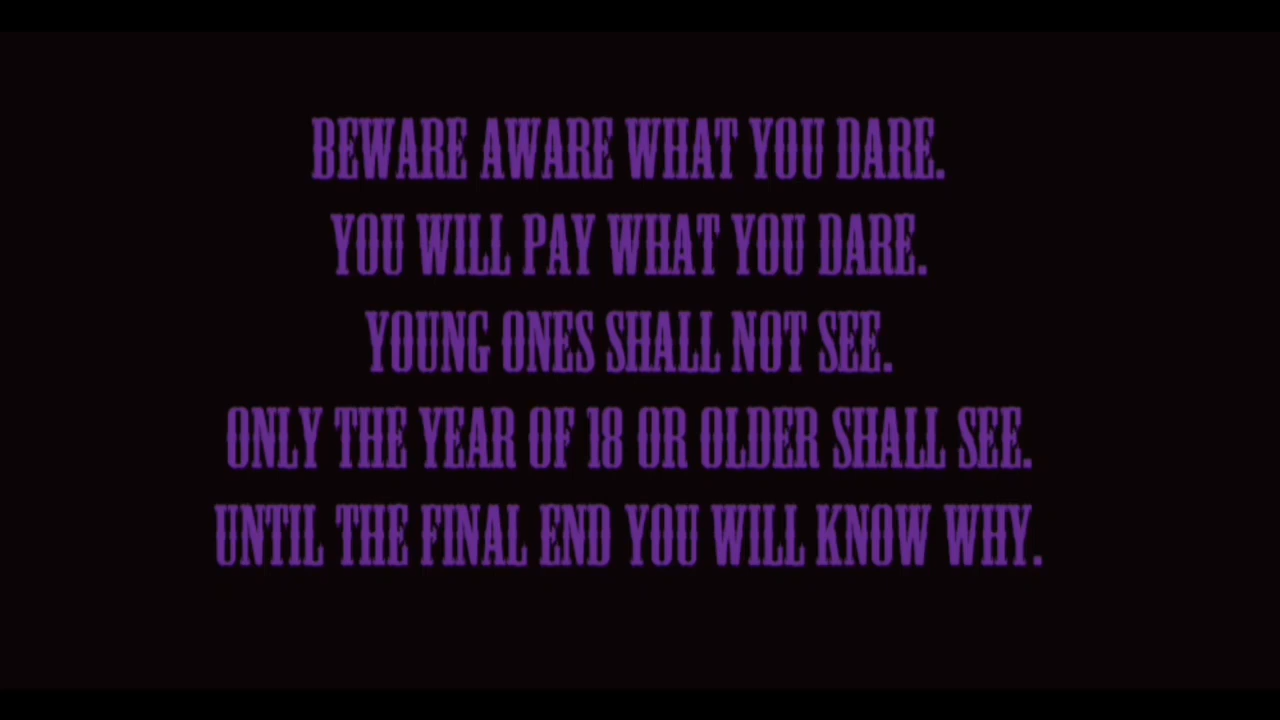 BEWARE AWARE WHAT YOU DARE.
YOU WILL PAY WHAT YOU DARE.
YOUNG ONES SHALL NOT SEE.
ONLY THE YEAR OF 18 OR OLDER SHALL SEE.
UNTIL THE FINAL END YOU WILL KNOW WHY.